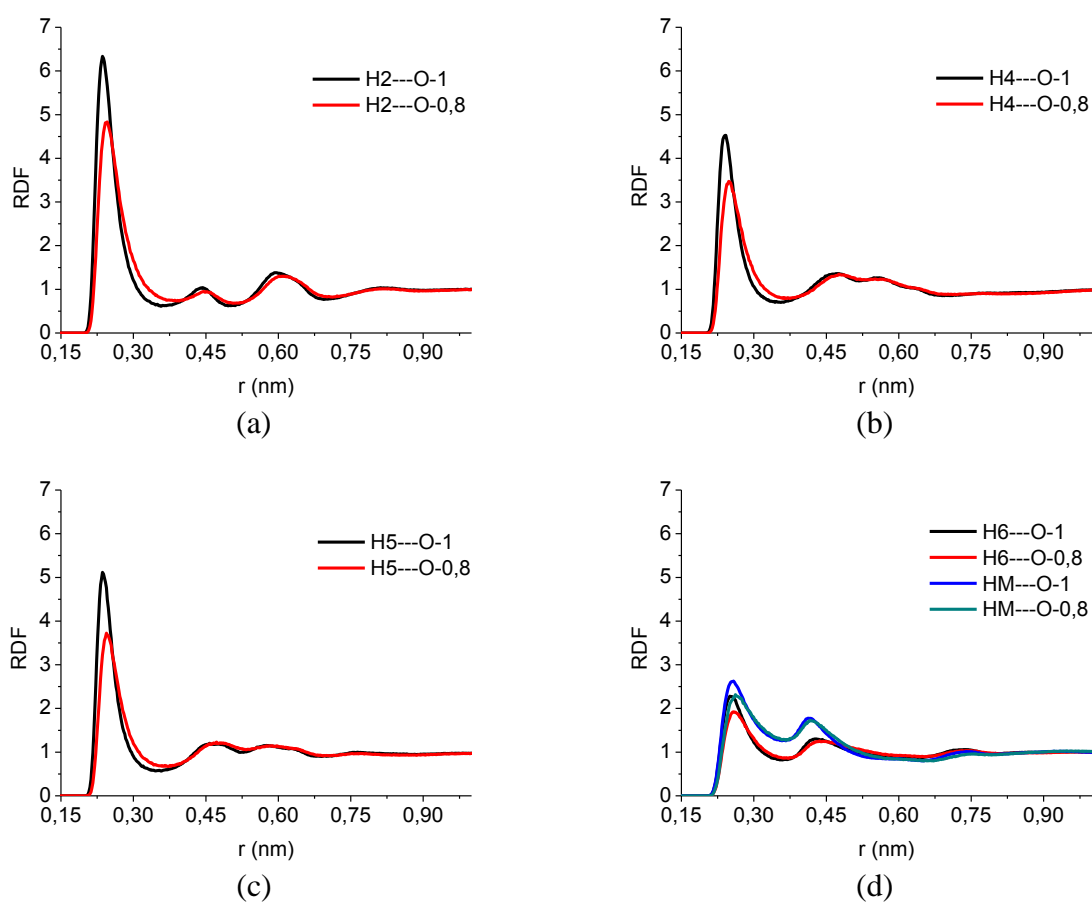 7
6
5
4
3
2
1
0
RDF
H2---O-1
H2---O-0,8
0,15 0,30 0,45 0,60 0,75 0,90
r (nm)
(a)
7
6
5
4
3
2
1
0
RDF
H4---O-1
H4---O-0,8
0,15 0,30 0,45 0,60 0,75 0,90
r (nm)
(b)
7
6
5
4
3
2
1
0
RDF
H5---O-1
H5---O-0,8
0,15 0,30 0,45 0,60 0,75 0,90
r (nm)
(c)
7
6
5
4
3
2
1
0
RDF
H6---O-1
H6---O-0,8
HM---O-1
HM---O-0,8
0,15 0,30 0,45 0,60 0,75 0,90
r (nm)
(d)